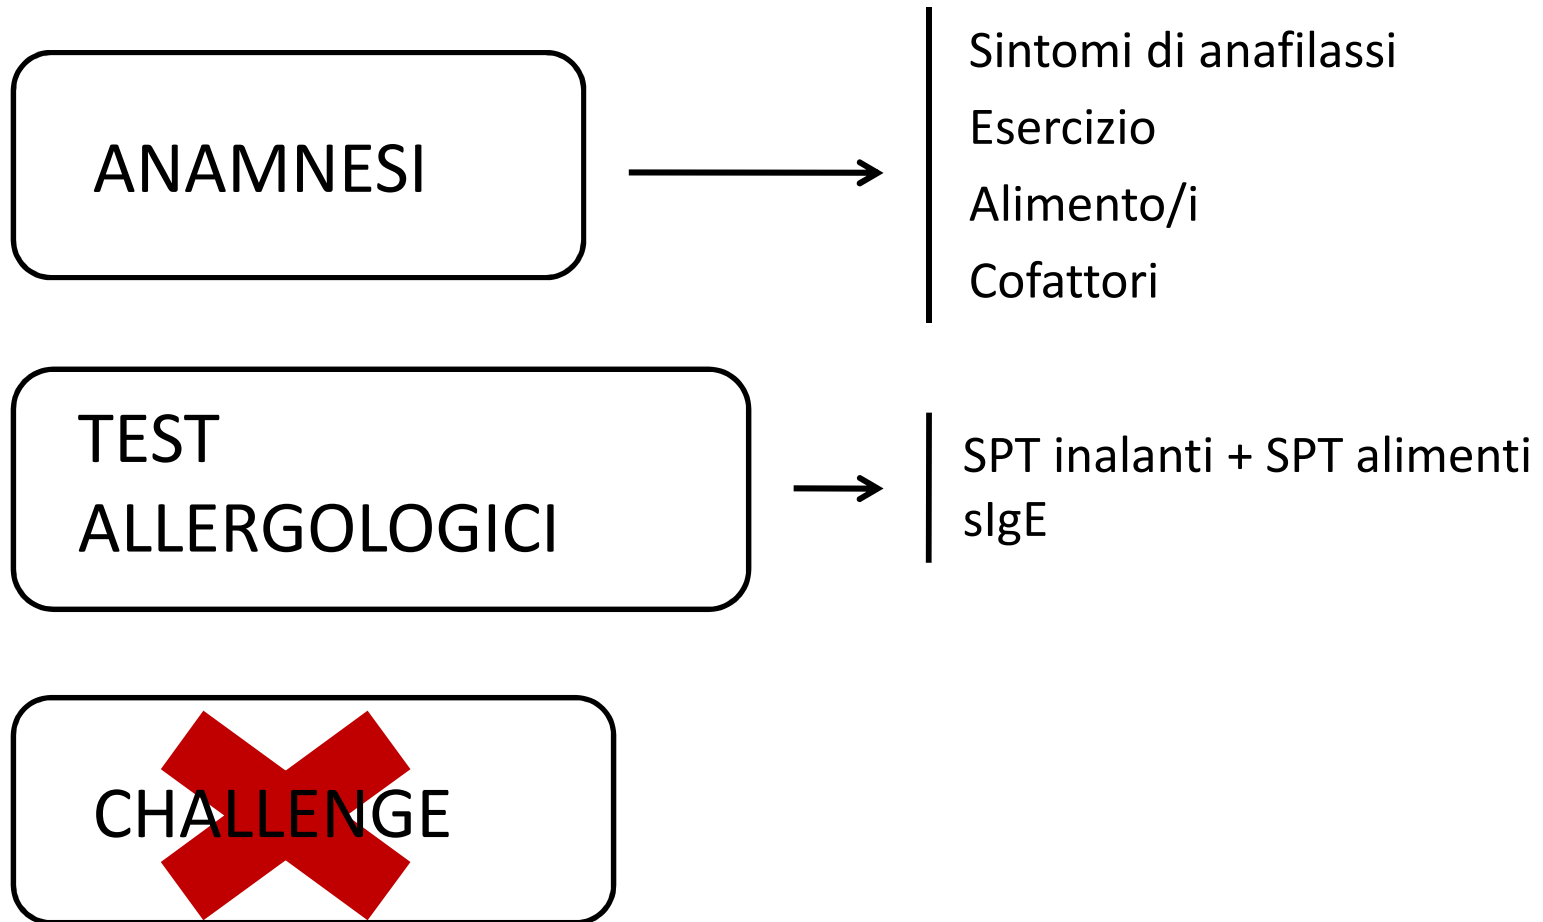 ANAMNESI
Sintomi di anafilassi
Esercizio
Alimento/i
Cofattori
TEST
ALLERGOLOGICI
SPT inalanti + SPT alimenti
sIgE
CHALLENGE